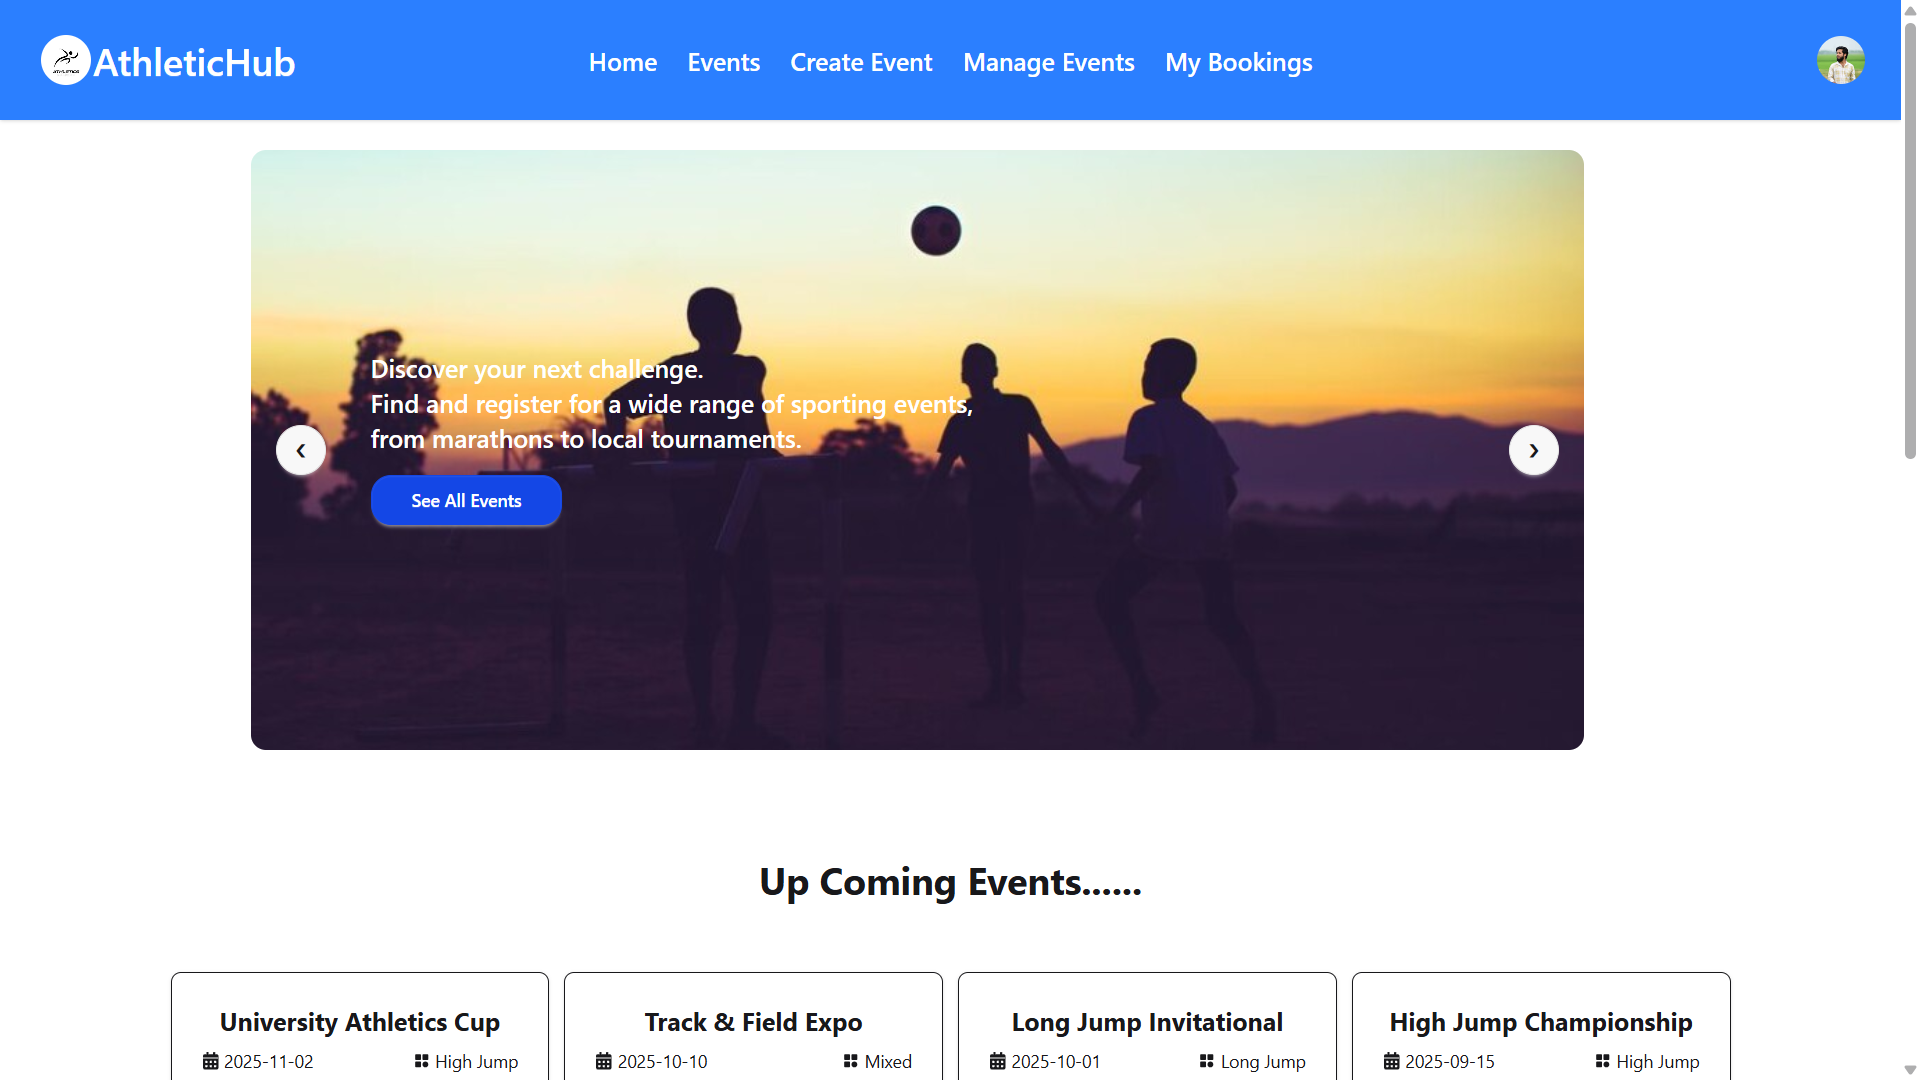 AthleticHub
Home Events Create Event Manage Events My Bookings
Discover your next challenge.
Find and register for a wide range of sporting events,
from marathons to local tournaments.
See All Events
Up Coming Events......
University Athletics Cup
2025-11-02 High Jump
Track & Field Expo
2025-10-10 Mixed
Long Jump Invitational
2025-10-01 Long Jump
High Jump Championship
2025-09-15 High Jump